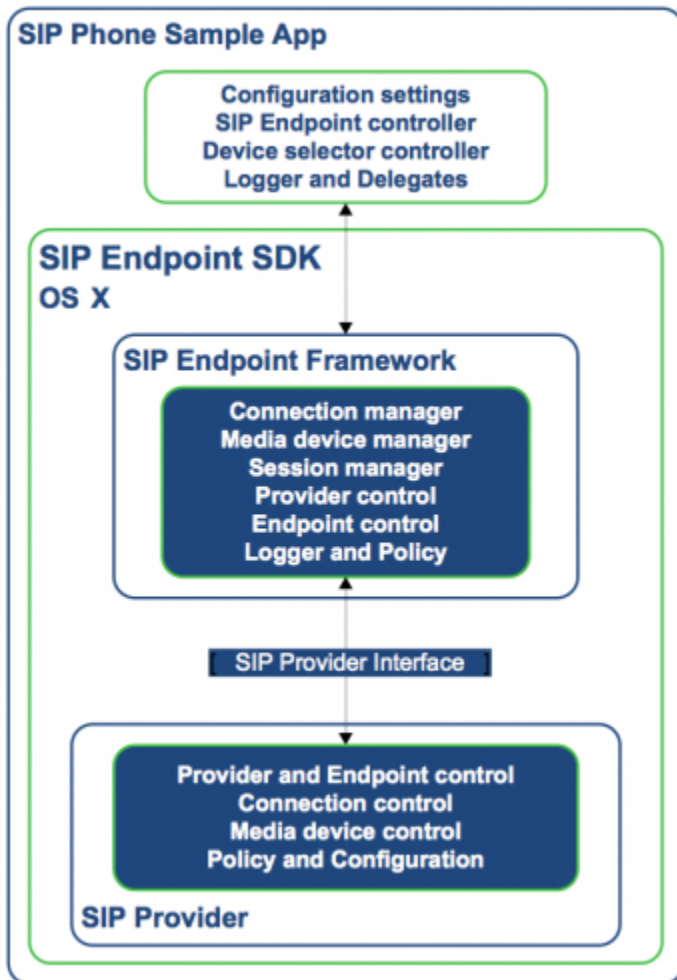 SIP Phone Sample App
Configuration settings
SIP Endpoint controller
Device selector controller
Logger and Delegates
SIP Endpoint SDK
OS X
SIP Endpoint Framework
Connection manager
Media device manager
Session manager
Provider control
Endpoint control
Logger and Policy
[ SIP Provider Interface ]
Provider and Endpoint control
Connection control
Media device control
Policy and Configuration
SIP Provider